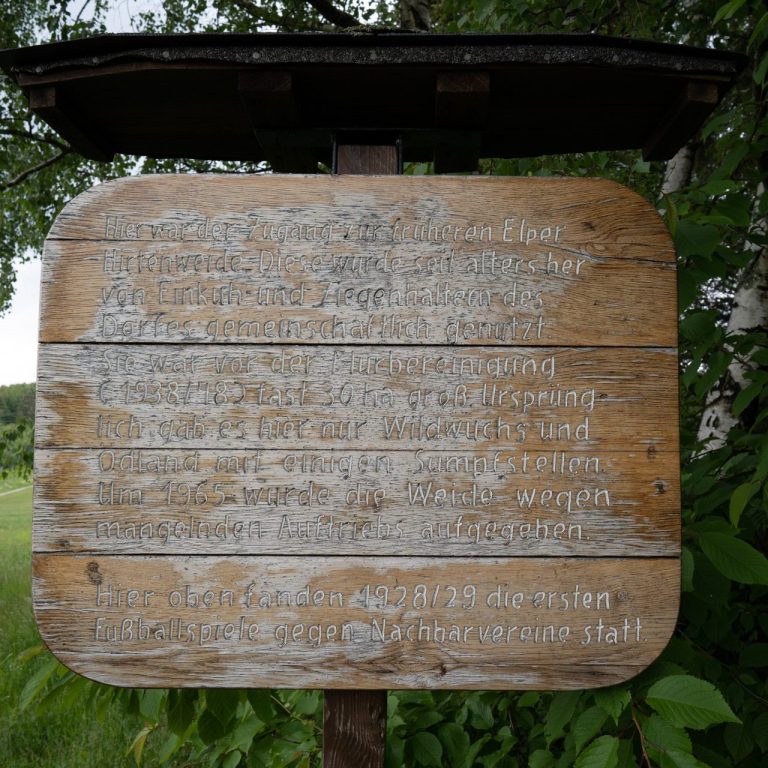 Hier war der Zugang zur früheren Elper
Hirtenweide. Diese wurde seit alters her
von Einkuh- und Ziegenhaltern des
Dorfes gemeinschaftlich genutzt.
Sie war vor der Flurbereinigung
( 1938/ fast 30 ha groß. Ursprüng-
lich gab es hier nur Wildwuchs und
Ödland mit einigen Sumpfstellen.
Um 1965 wurde die Weide wegen
mangelnden Auftriebs aufgegeben.
Hier oben fanden 1928/29 die ersten
Fußballspiele gegen Nachbarvereine statt.